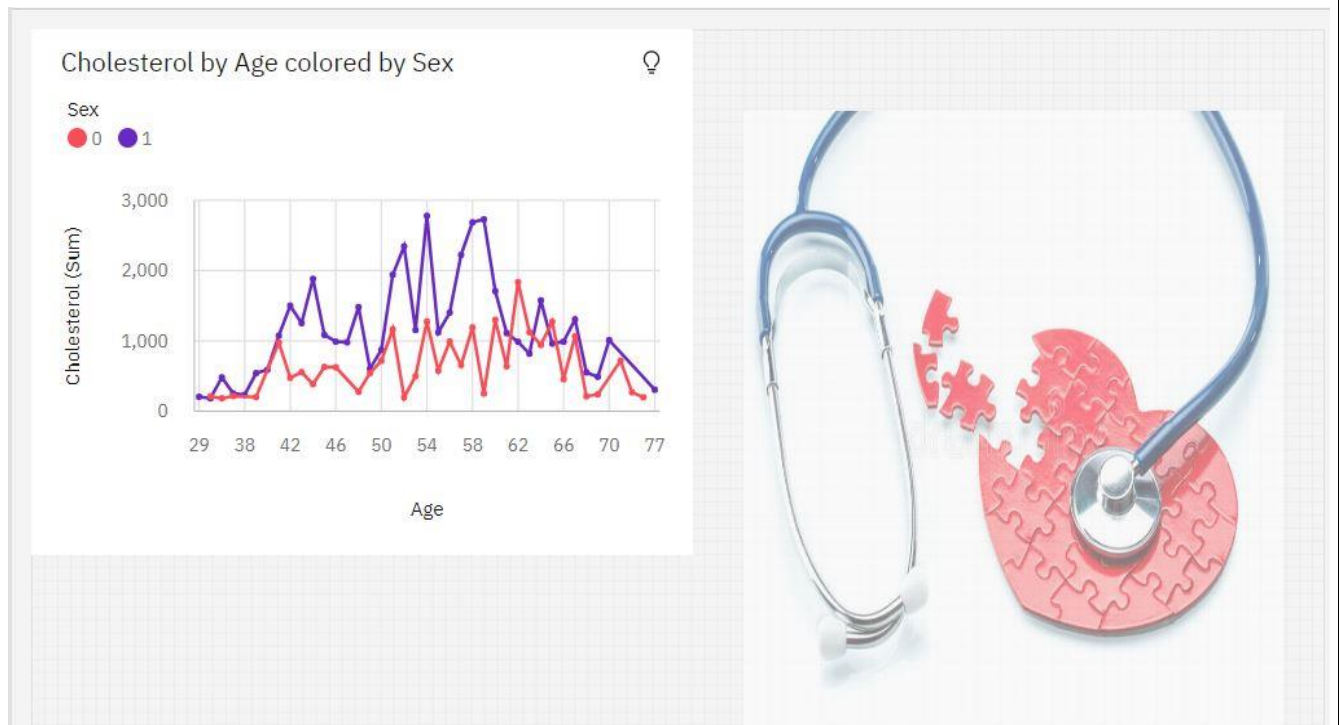 Cholesterol by Age colored by Sex
Sex
0 1
3,000
2,000
1,000
0
Cholesterol (Sum)
29 38 42 46 50 54 58 62 66 70 77
Age